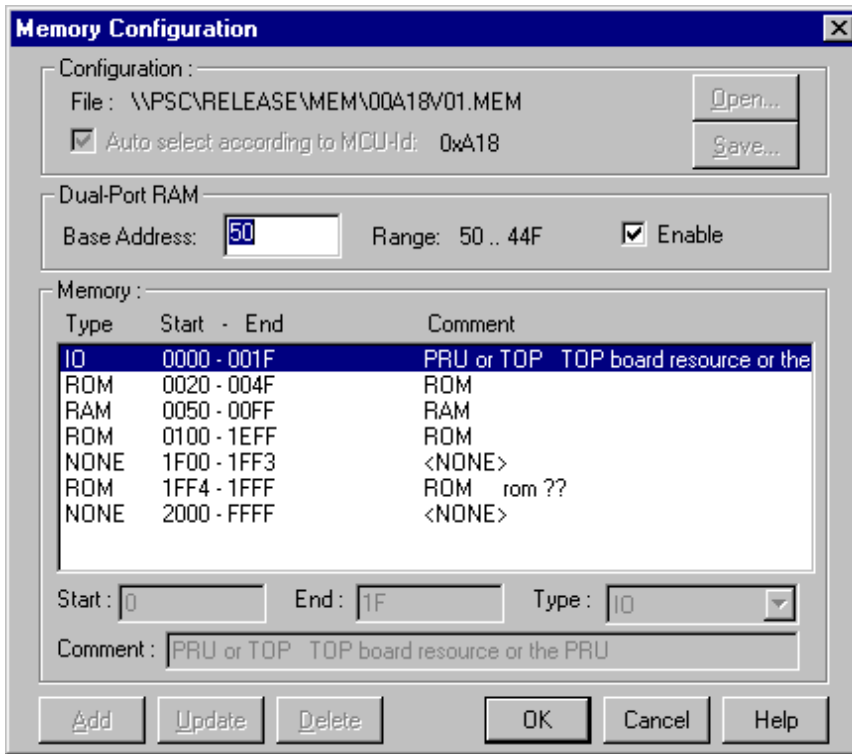 Memory Configuration
Configuration :
File : \\PSC\RELEASE\MEM\00A18V01.MEM
Open...
Auto select according to MCU-Id: 0xA18
Save...
Dual-Port RAM
Base Address: 50 Range: 50 .. 44F Enable
Memory :
Type Start - End Comment
IO 0000 - 001F PRU or TOP TOP board resource or the
ROM 0020 - 004F ROM
RAM 0050 - 00FF RAM
ROM 0100 - 1EFF ROM
NONE 1F00 - 1FF3 <NONE>
ROM 1FF4 - 1FFF ROM rom ??
NONE 2000 - FFFF <NONE>
Start : 0 End : 1F Type : IO
Comment : PRU or TOP TOP board resource or the PRU
Add Update Delete OK Cancel Help